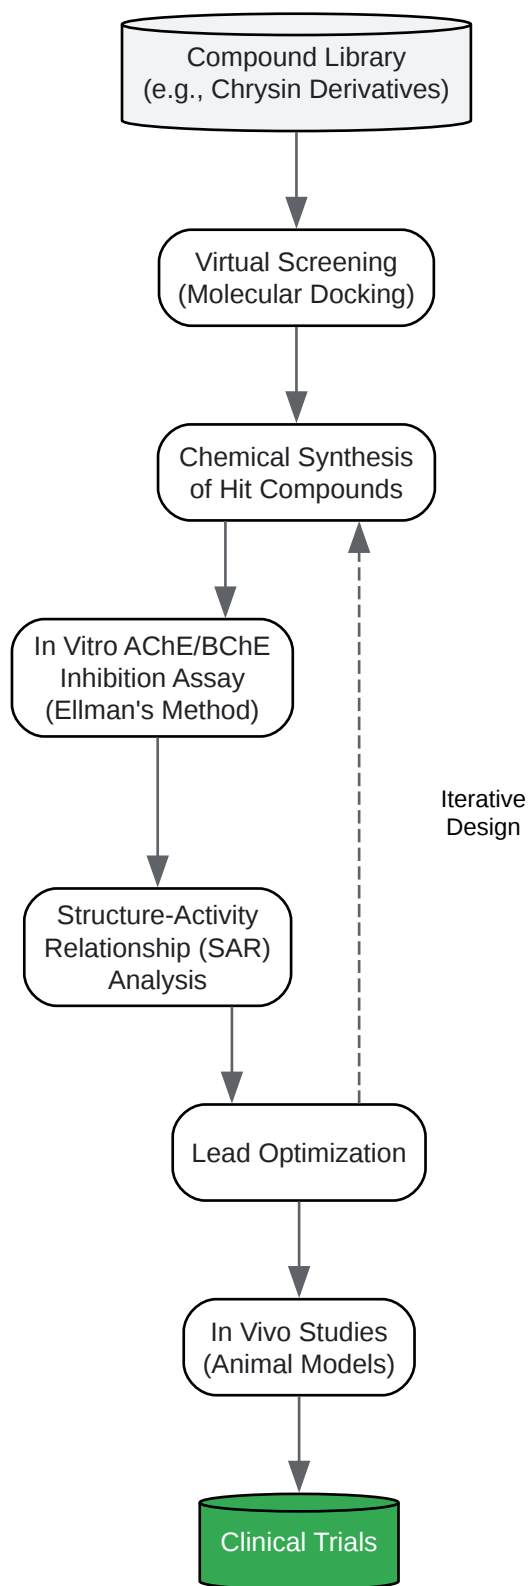 Compound Library
(e.g., Chrysin Derivatives)
Virtual Screening
(Molecular Docking)
Chemical Synthesis
of Hit Compounds
In Vitro AChE/BChE
Inhibition Assay
(Ellman's Method)
Iterative
Design
Structure-Activity
Relationship (SAR)
Analysis
Lead Optimization
In Vivo Studies
(Animal Models)
Clinical Trials